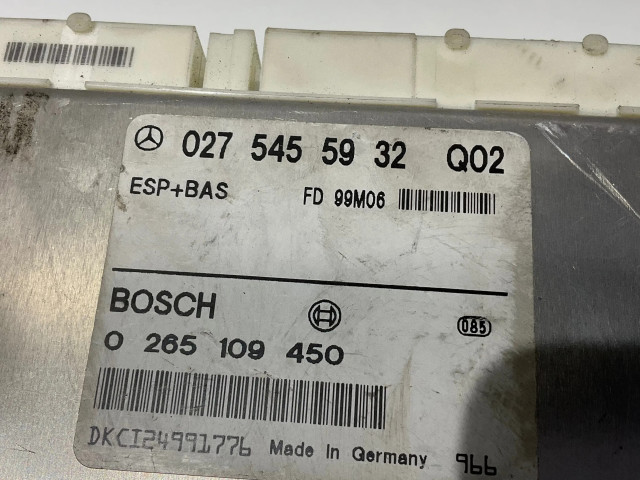 027 545 59 32 Q02
ESP+BAS FD 99M06
BOSCH 085
0 265 109 450
DKCI24991776 Made in Germany 966